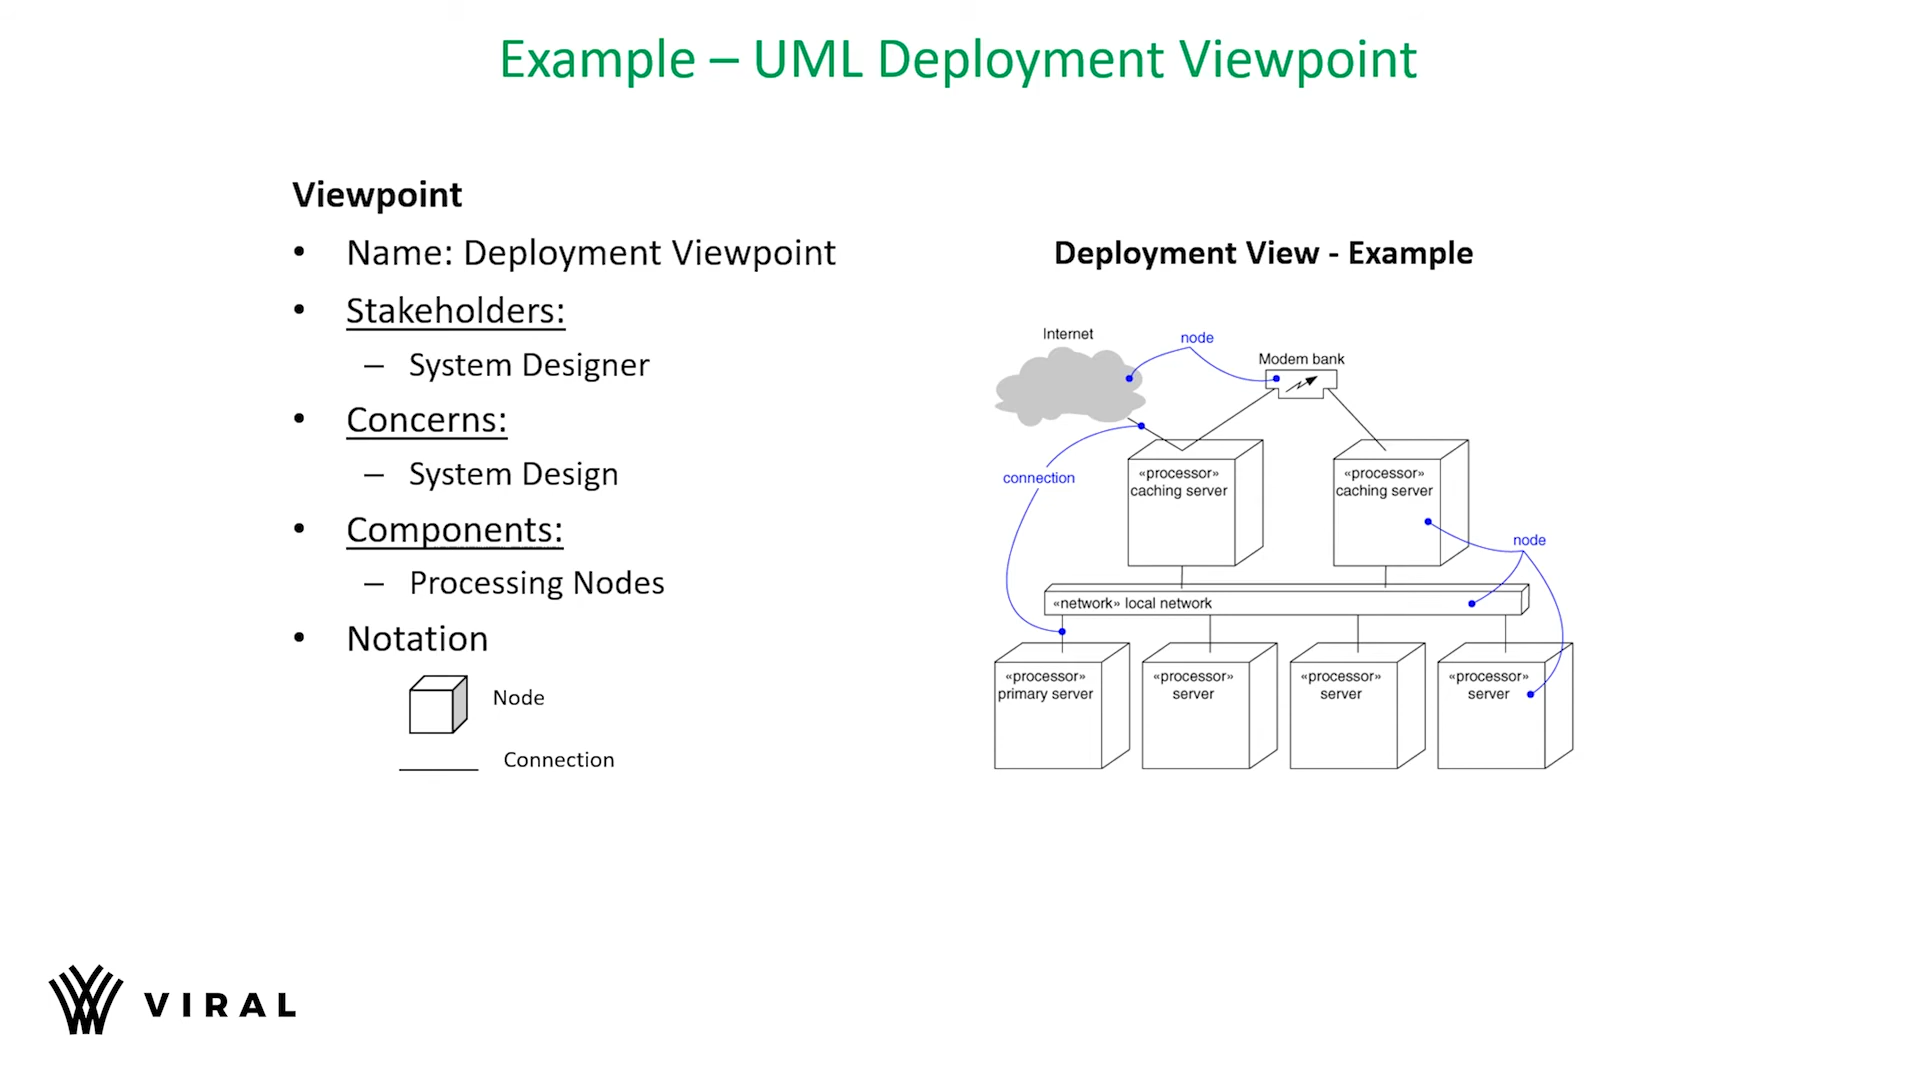 Example – UML Deployment Viewpoint
Viewpoint
• Name: Deployment Viewpoint
• Stakeholders:
– System Designer
• Concerns:
– System Design
• Components:
– Processing Nodes
• Notation
Node
Connection
Deployment View - Example
Internet
node
Modem bank
connection
«processor»
caching server
«processor»
caching server
node
«network» local network
«processor»
primary server
«processor»
server
«processor»
server
«processor»
server
VIRAL